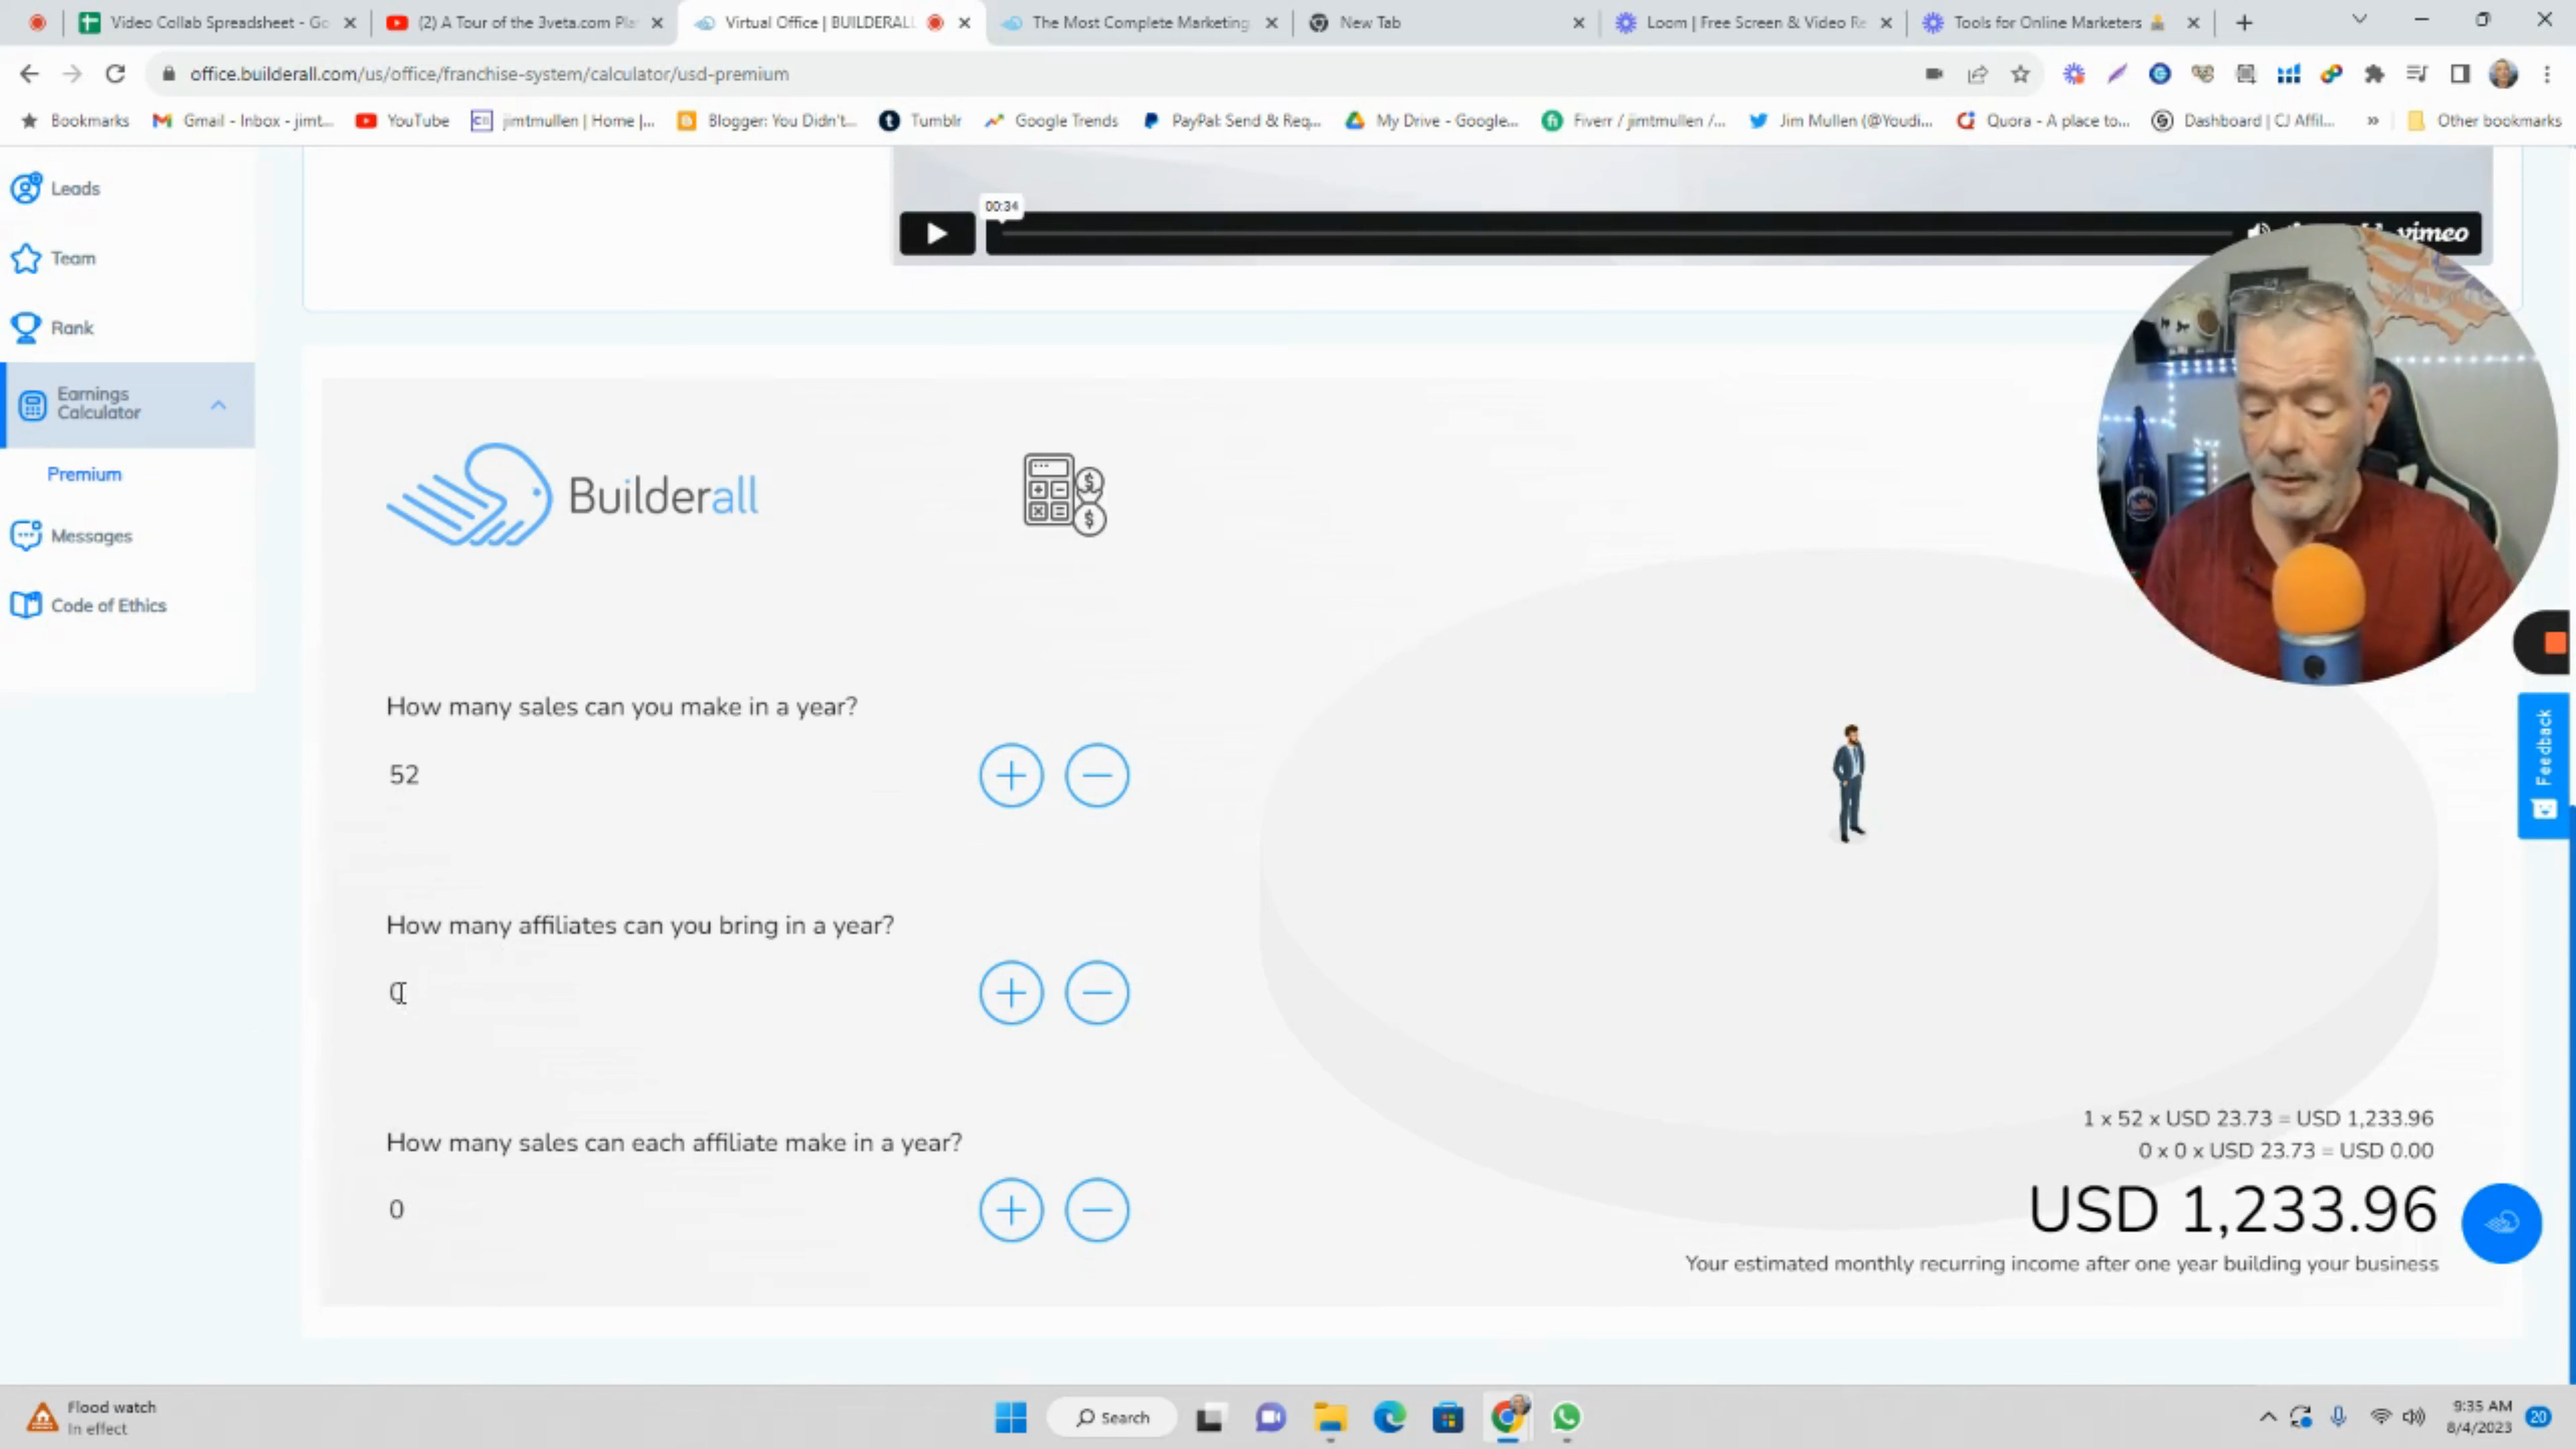 Video Collab Spreadsheet - Go
(2) A Tour of the 3veta.com Pla
Virtual Office | BUILDERALL
The Most Complete Marketing
New Tab
Loom | Free Screen & Video Re
Tools for Online Marketers
office.builderall.com/us/office/franchise-system/calculator/usd-premium
Bookmarks
Gmail - Inbox - jimt...
YouTube
jimtmullen | Home |...
Blogger: You Didn't...
Tumblr
Google Trends
PayPal: Send & Req...
My Drive - Google...
Fiverr / jimtmullen /...
Jim Mullen (@Youdi...
Quora - A place to...
Dashboard | CJ Affil...
»
Other bookmarks
Leads
Team
Rank
Earnings
Calculator
Premium
Messages
Code of Ethics
00:34
vimeo
Builderall
How many sales can you make in a year?
52
How many affiliates can you bring in a year?
0
How many sales can each affiliate make in a year?
0
Feedback
1 x 52 x USD 23.73 = USD 1,233.96
0 x 0 x USD 23.73 = USD 0.00
USD 1,233.96
Your estimated monthly recurring income after one year building your business
Flood watch
In effect
Search
9:35 AM
8/4/2023
20